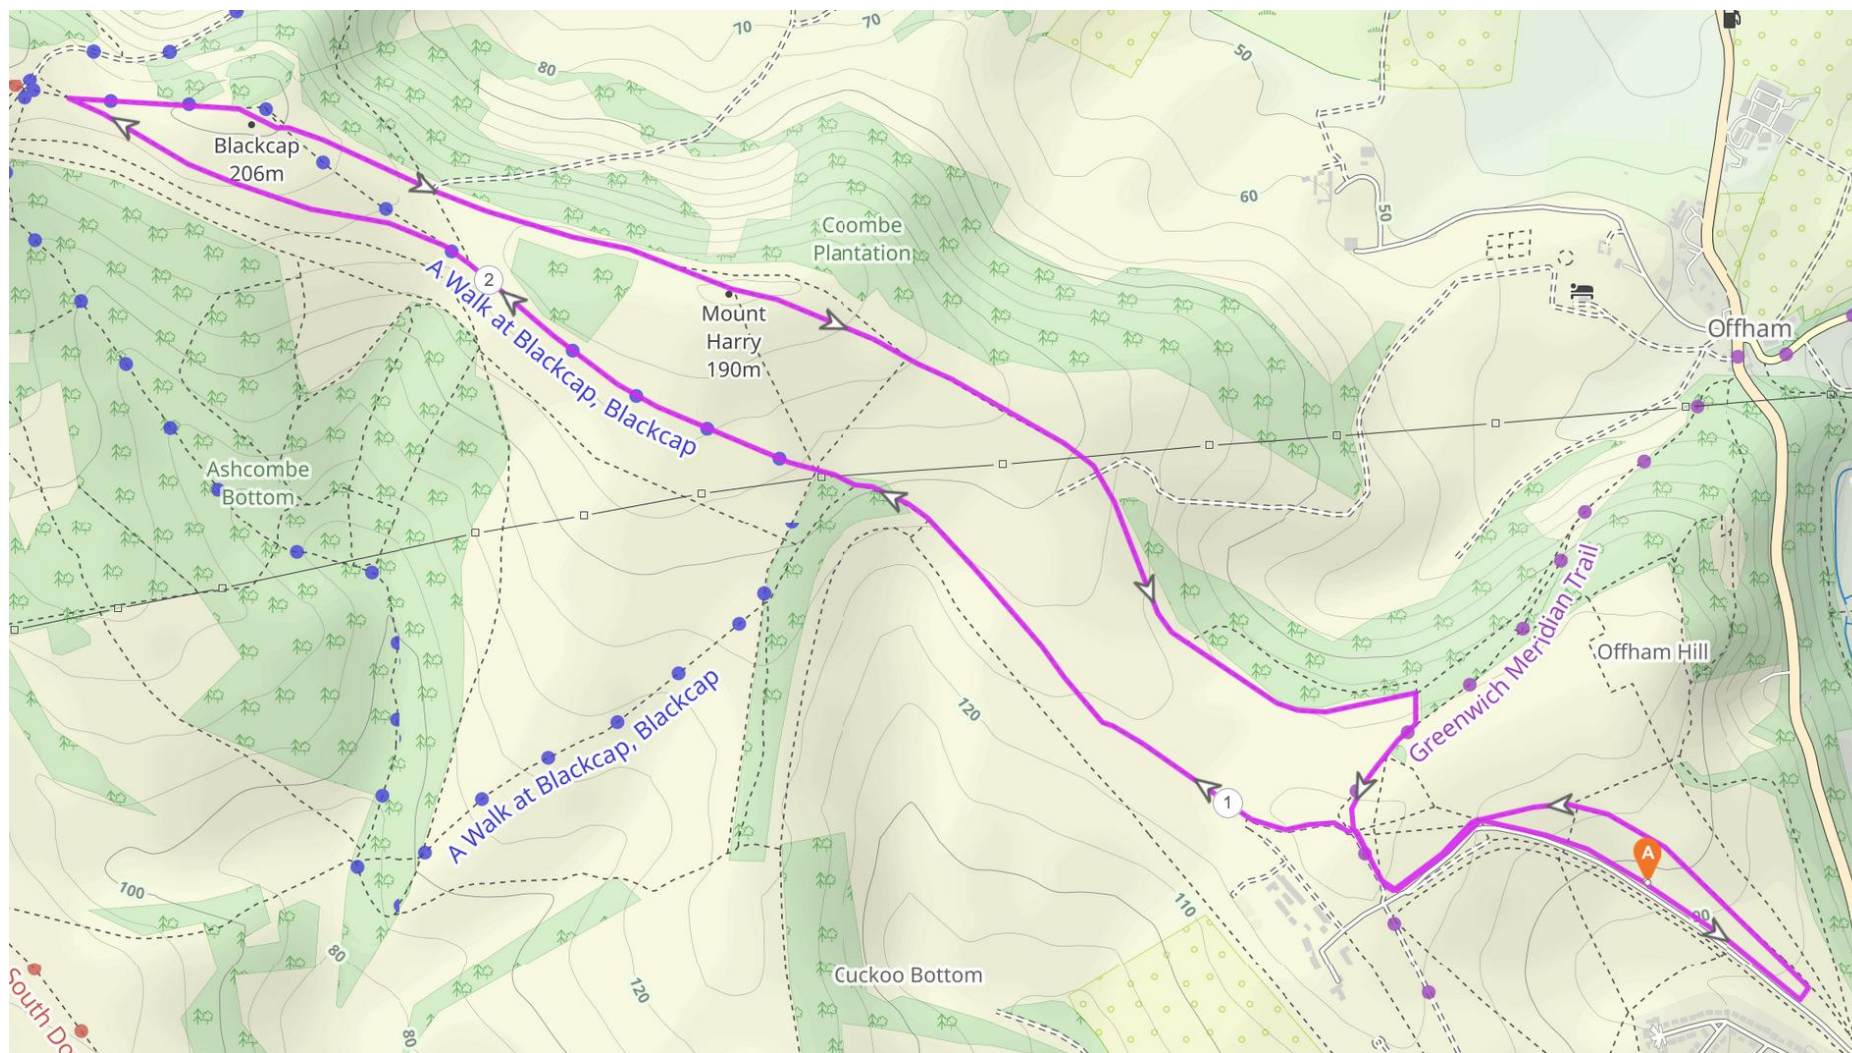 70
70
50
80
Blackcap
206m
60
50
Coombe
Plantation
2
A Walk at Blackcap, Blackcap
Mount
Harry
190m
Offham
Ashcombe
Bottom
Greenwich Meridian Trail
Offham Hill
A Walk at Blackcap, Blackcap
120
1
A
100
110
90
80
Cuckoo Bottom
120
South Do
80